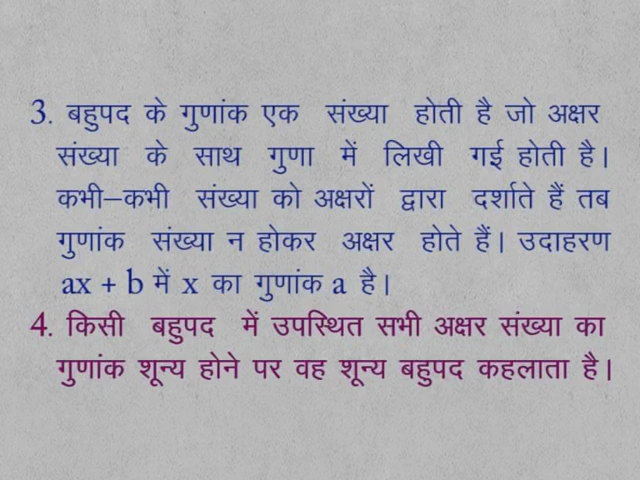 3. बहुपद के गुणांक एक संख्या होती है जो अक्षर
संख्या के साथ गुणा में लिखी गई होती है।
कभी–कभी संख्या को अक्षरों द्वारा दर्शाते हैं तब
गुणांक संख्या न होकर अक्षर होते हैं। उदाहरण
ax + b में x का गुणांक a है।
4. किसी बहुपद में उपस्थित सभी अक्षर संख्या का
गुणांक शून्य होने पर वह शून्य बहुपद कहलाता है।